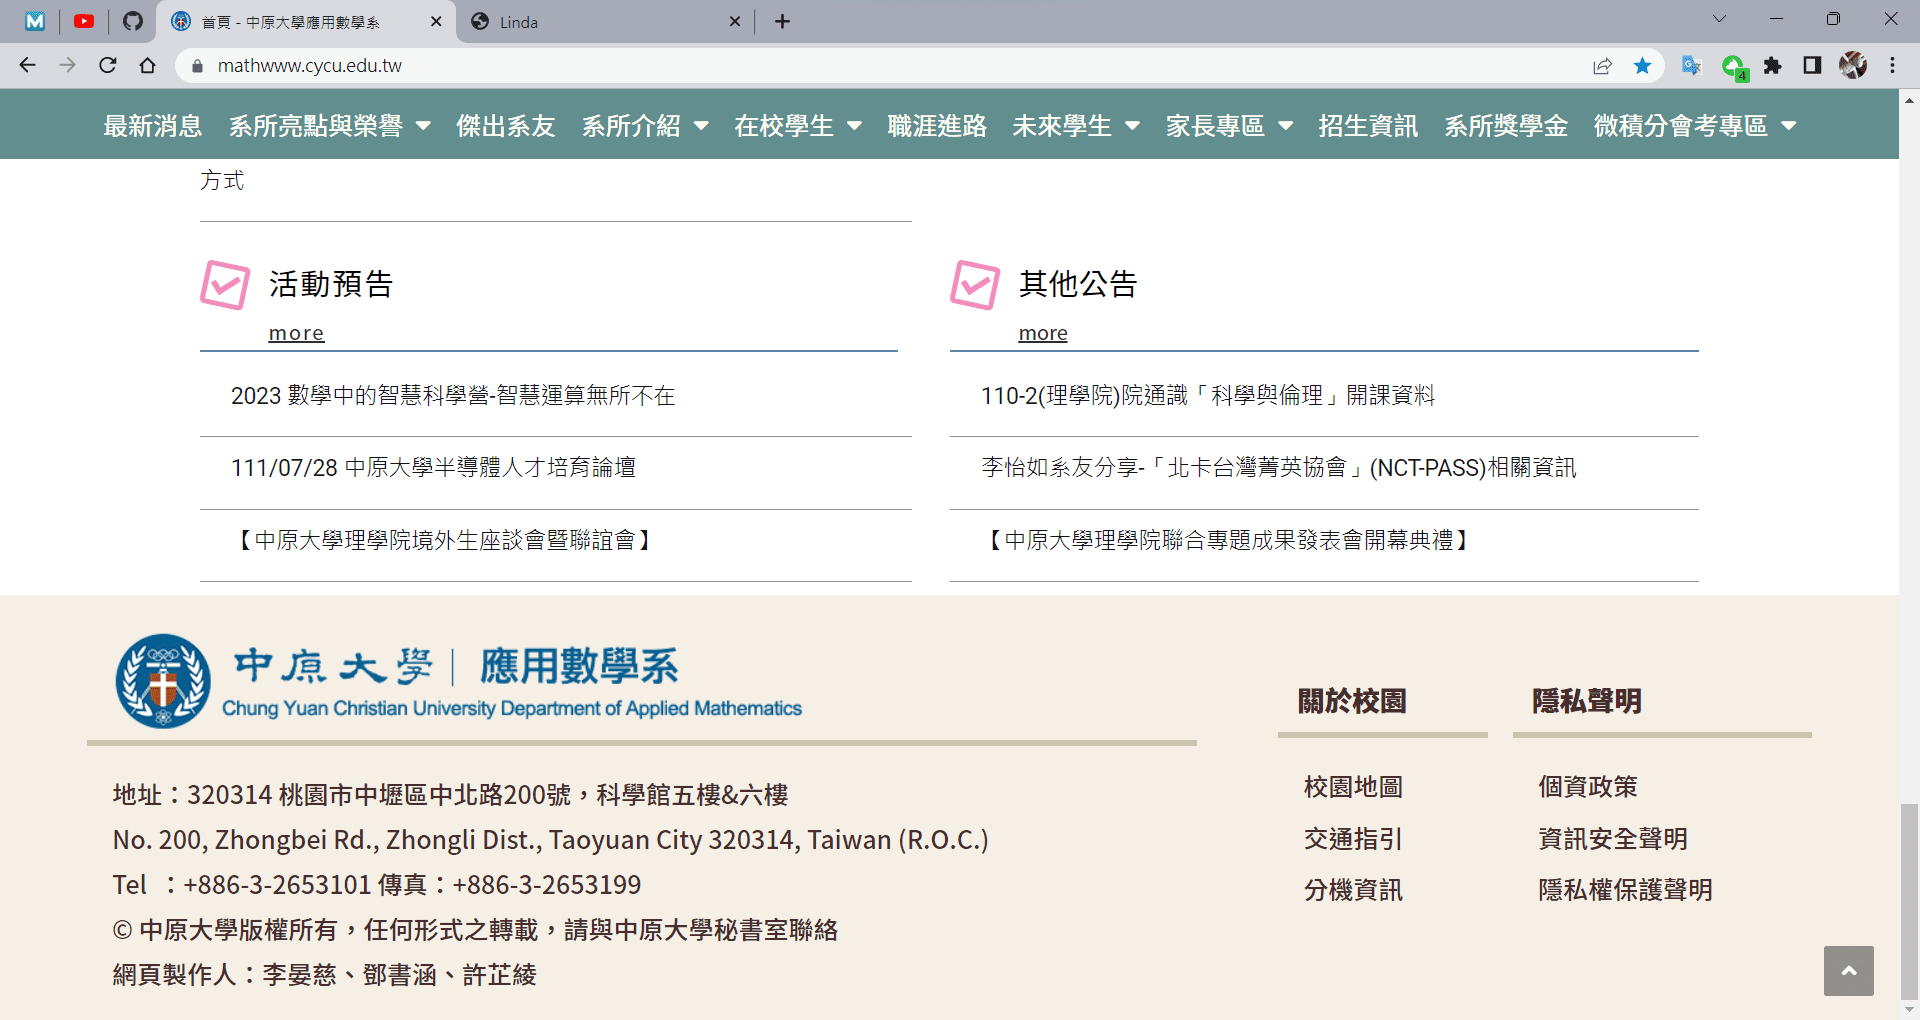 首頁 - 中原大學應用數學系
Linda
mathwww.cycu.edu.tw
4
最新消息 系所亮點與榮譽 傑出系友 系所介紹 在校學生 職涯進路 未來學生 家長專區 招生資訊 系所獎學金 微積分會考專區
方式
活動預告
more
2023 數學中的智慧科學營-智慧運算無所不在
111/07/28 中原大學半導體人才培育論壇
【中原大學理學院境外生座談會暨聯誼會】
其他公告
more
110-2(理學院)院通識「科學與倫理」開課資料
李怡如系友分享-「北卡台灣菁英協會」(NCT-PASS)相關資訊
【中原大學理學院聯合專題成果發表會開幕典禮】
中原大學│應用數學系
Chung Yuan Christian University Department of Applied Mathematics
地址：320314 桃園市中壢區中北路200號，科學館五樓&六樓
No. 200, Zhongbei Rd., Zhongli Dist., Taoyuan City 320314, Taiwan (R.O.C.)
Tel ：+886-3-2653101 傳真：+886-3-2653199
© 中原大學版權所有，任何形式之轉載，請與中原大學秘書室聯絡
網頁製作人：李晏慈、鄧書涵、許芷綾
關於校園
校園地圖
交通指引
分機資訊
隱私聲明
個資政策
資訊安全聲明
隱私權保護聲明